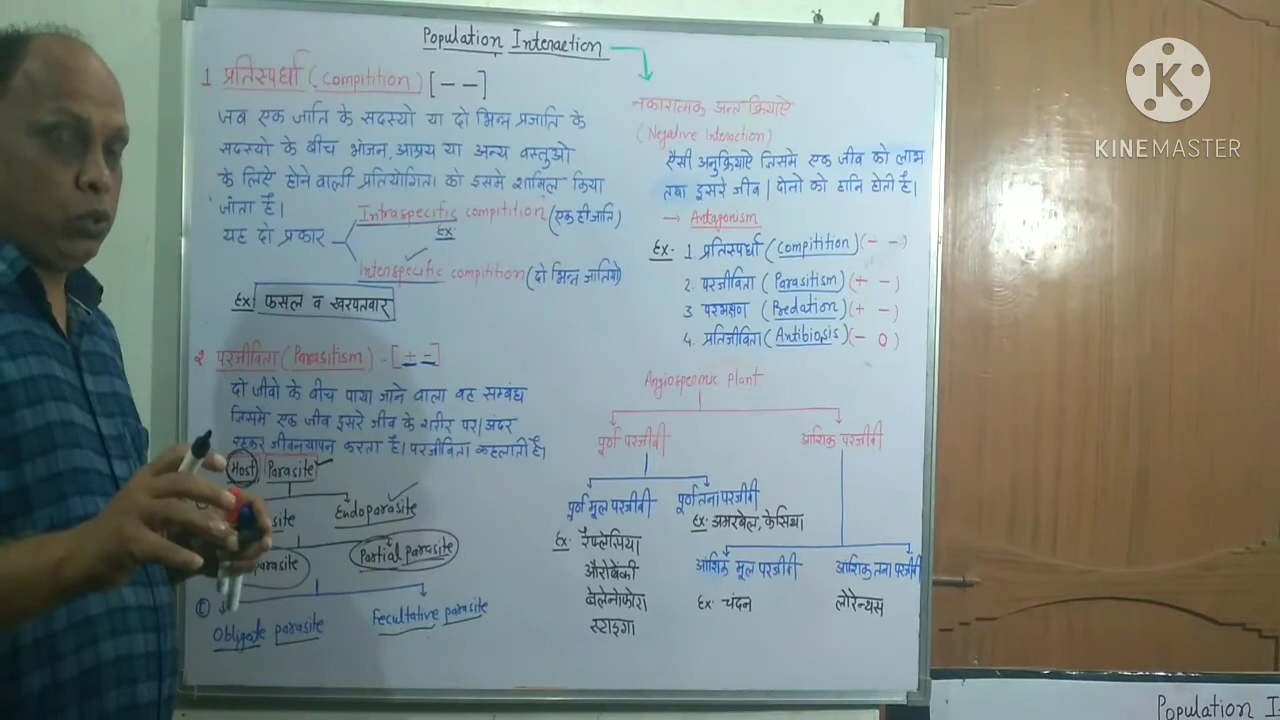 Population Interaction
1 प्रतिस्पर्धा (Compitition) [- -]
जब एक जाति के सदस्यो या दो भिन्न प्रजाति के
सदस्यो के बीच भोजन, आश्रय या अन्य वस्तुओ
के लिऐ होने वाली प्रतियोगिता को इसमे शामिल किया
जाता है।
यह दो प्रकार
Intraspecific compitition (एक ही जाति)
Ex
Interspecific compitition (दो भिन्न जातियो)
Ex: फसल व खरपतवार
2. परजीविता (Parasitism) - [+ -]
दो जीवो के बीच पाया जाने वाला वह सम्बंध
जिसमे एक जीव दूसरे जीव के शरीर पर/अंदर
रहकर जीवनयापन करता है। परजीविता कहलाती है।
Host Parasite
site Endoparasite
parasite Partial parasite
Obligate parasite Fecultative parasite
नकारात्मक अन्तः क्रियाऐ
(Negative Interaction)
ऐसी अनुक्रियाऐ जिसमे एक जीव को लाभ
तथा दूसरे जीव / दोनो को हानि होती है।
→ Antagonism
Ex: 1 प्रतिस्पर्धा (Compitition) (- -)
2. परजीविता (Parasitism) (+ -)
3 परभक्षण (Predation) (+ -)
4. प्रतिजीविता (Antibiopsis) (- 0)
Angiospermic plant
पूर्ण परजीवी आंशिक परजीवी
पूर्ण मूल परजीवी पूर्ण तना परजीवी
Ex: रैफ्लेसिया
औरोबैंकी
बेलेनोफोरा
स्टाइगा
Ex: अमरबेल, केसिया
आंशिक मूल परजीवी आंशिक तना परजीवी
Ex: चंदन लोरेन्थस
KINEMASTER
Population I